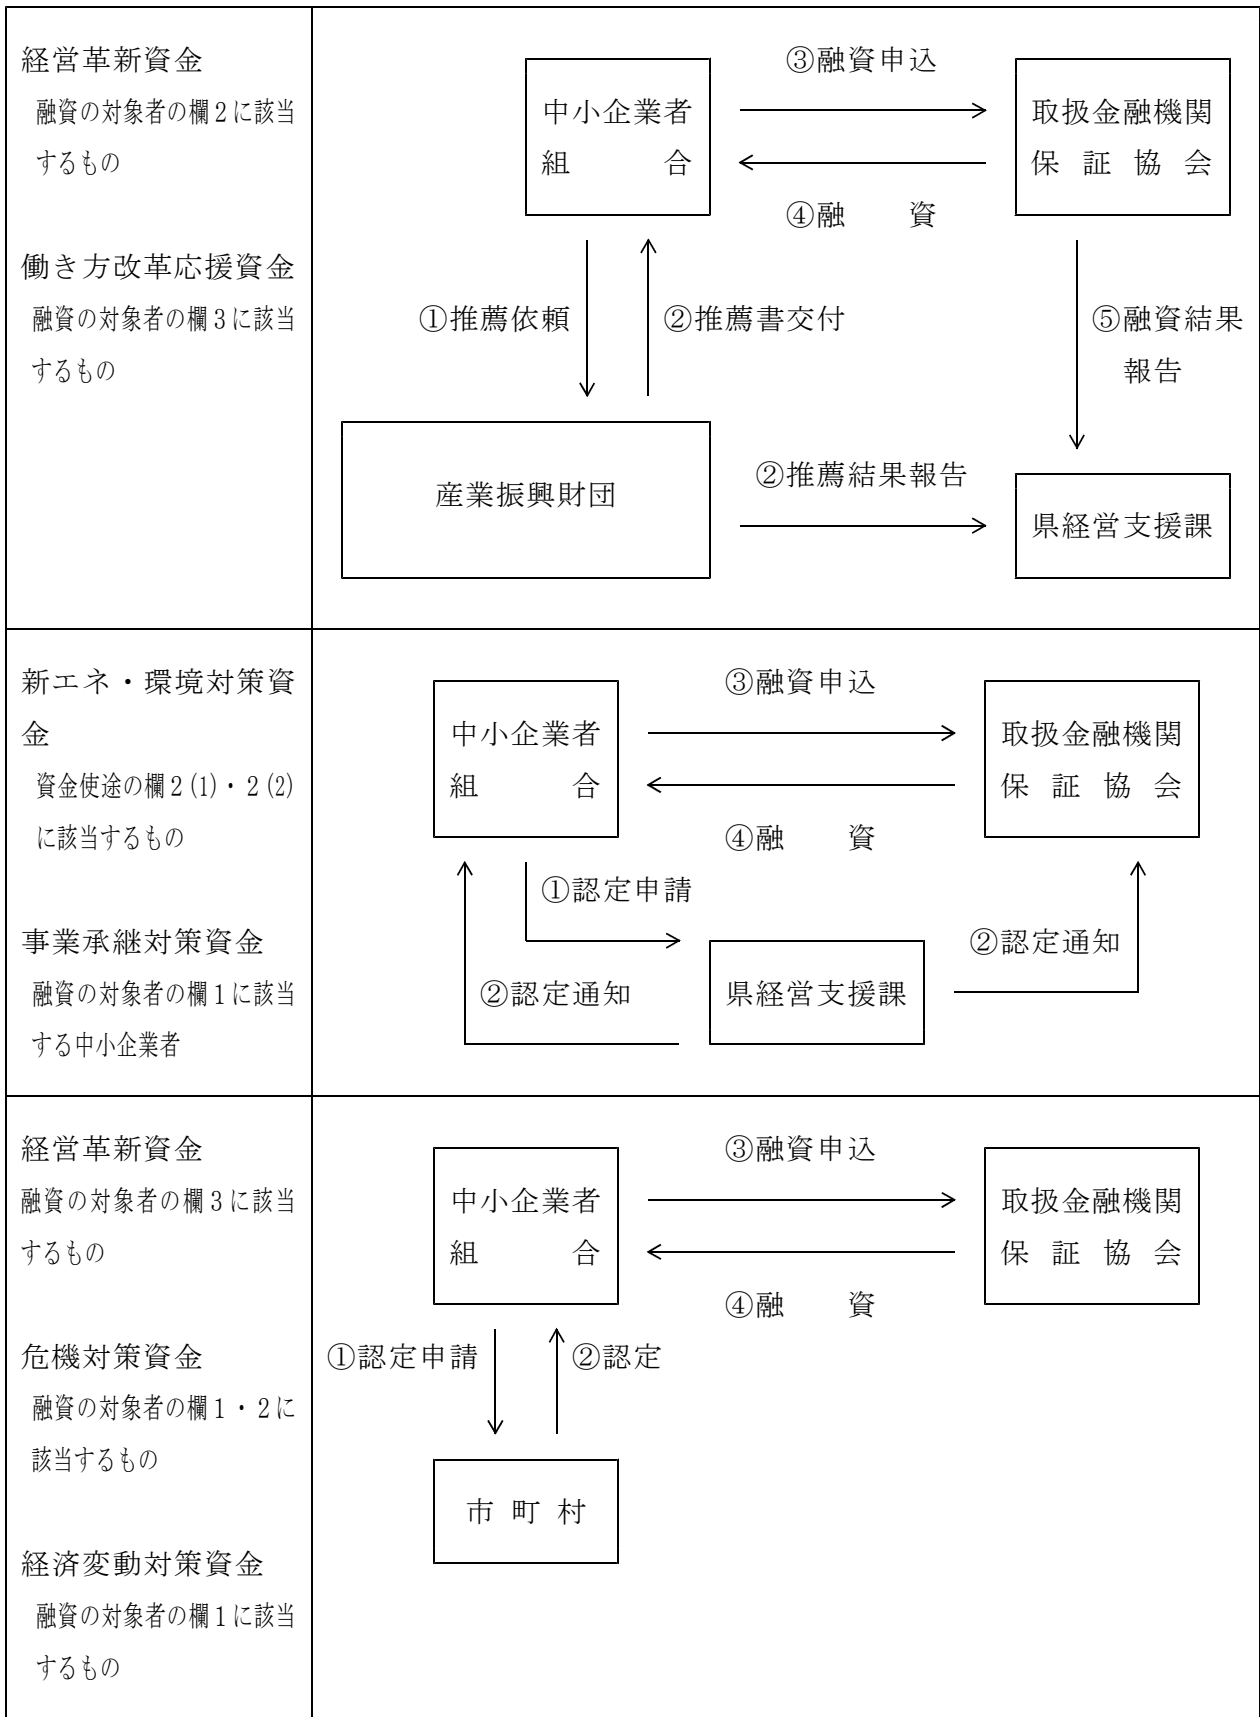 経営革新資金
融資の対象者の欄２に該当
するもの
働き方改革応援資金
融資の対象者の欄３に該当
するもの
③融資申込
中小企業者
組　　　合
取扱金融機関
保 証 協 会
④融　　資
①推薦依頼
②推薦書交付
⑤融資結果
報告
産業振興財団
②推薦結果報告
県経営支援課
新エネ・環境対策資
金
資金使途の欄２(1)・２(2)
に該当するもの
事業承継対策資金
融資の対象者の欄１に該当
する中小企業者
③融資申込
中小企業者
組　　　合
取扱金融機関
保 証 協 会
④融　　資
①認定申請
②認定通知
②認定通知
県経営支援課
経営革新資金
融資の対象者の欄３に該当
するもの
危機対策資金
融資の対象者の欄１・２に
該当するもの
経済変動対策資金
融資の対象者の欄１に該当
するもの
③融資申込
中小企業者
組　　　合
取扱金融機関
保 証 協 会
④融　　資
①認定申請
②認定
市 町 村